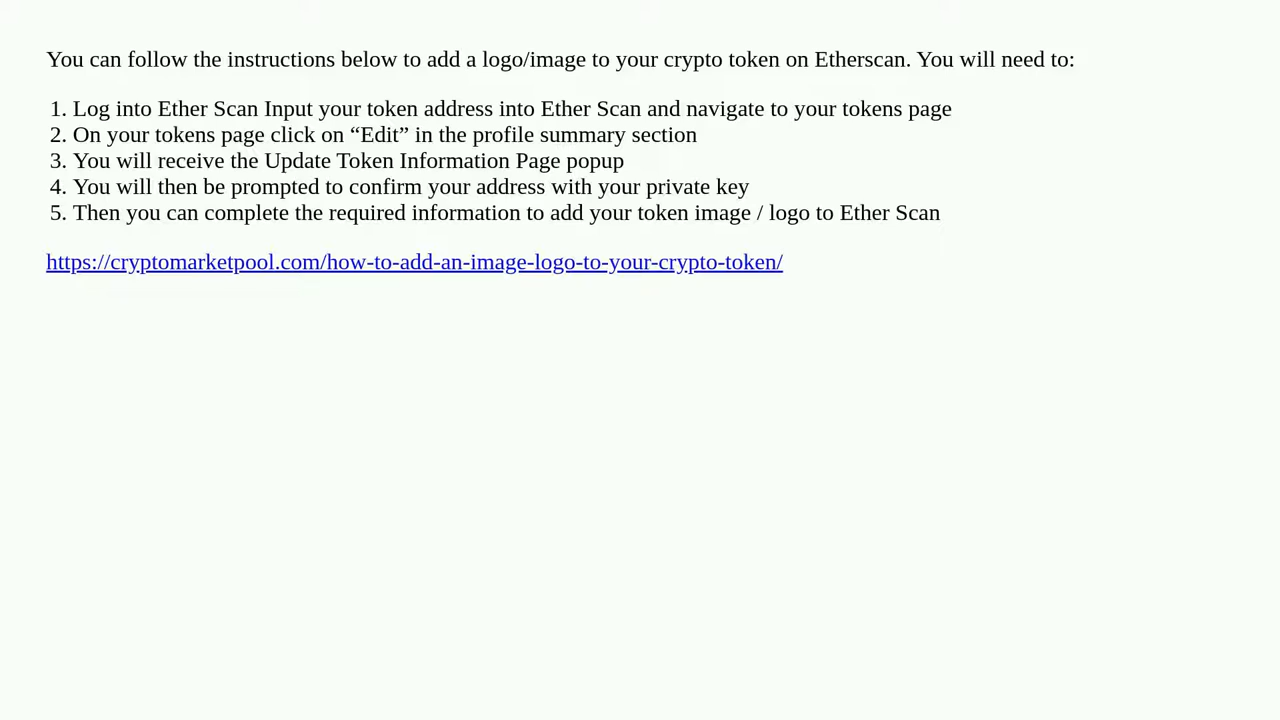 You can follow the instructions below to add a logo/image to your crypto token on Etherscan. You will need to:
1. Log into Ether Scan Input your token address into Ether Scan and navigate to your tokens page
2. On your tokens page click on “Edit” in the profile summary section
3. You will receive the Update Token Information Page popup
4. You will then be prompted to confirm your address with your private key
5. Then you can complete the required information to add your token image / logo to Ether Scan
https://cryptomarketpool.com/how-to-add-an-image-logo-to-your-crypto-token/